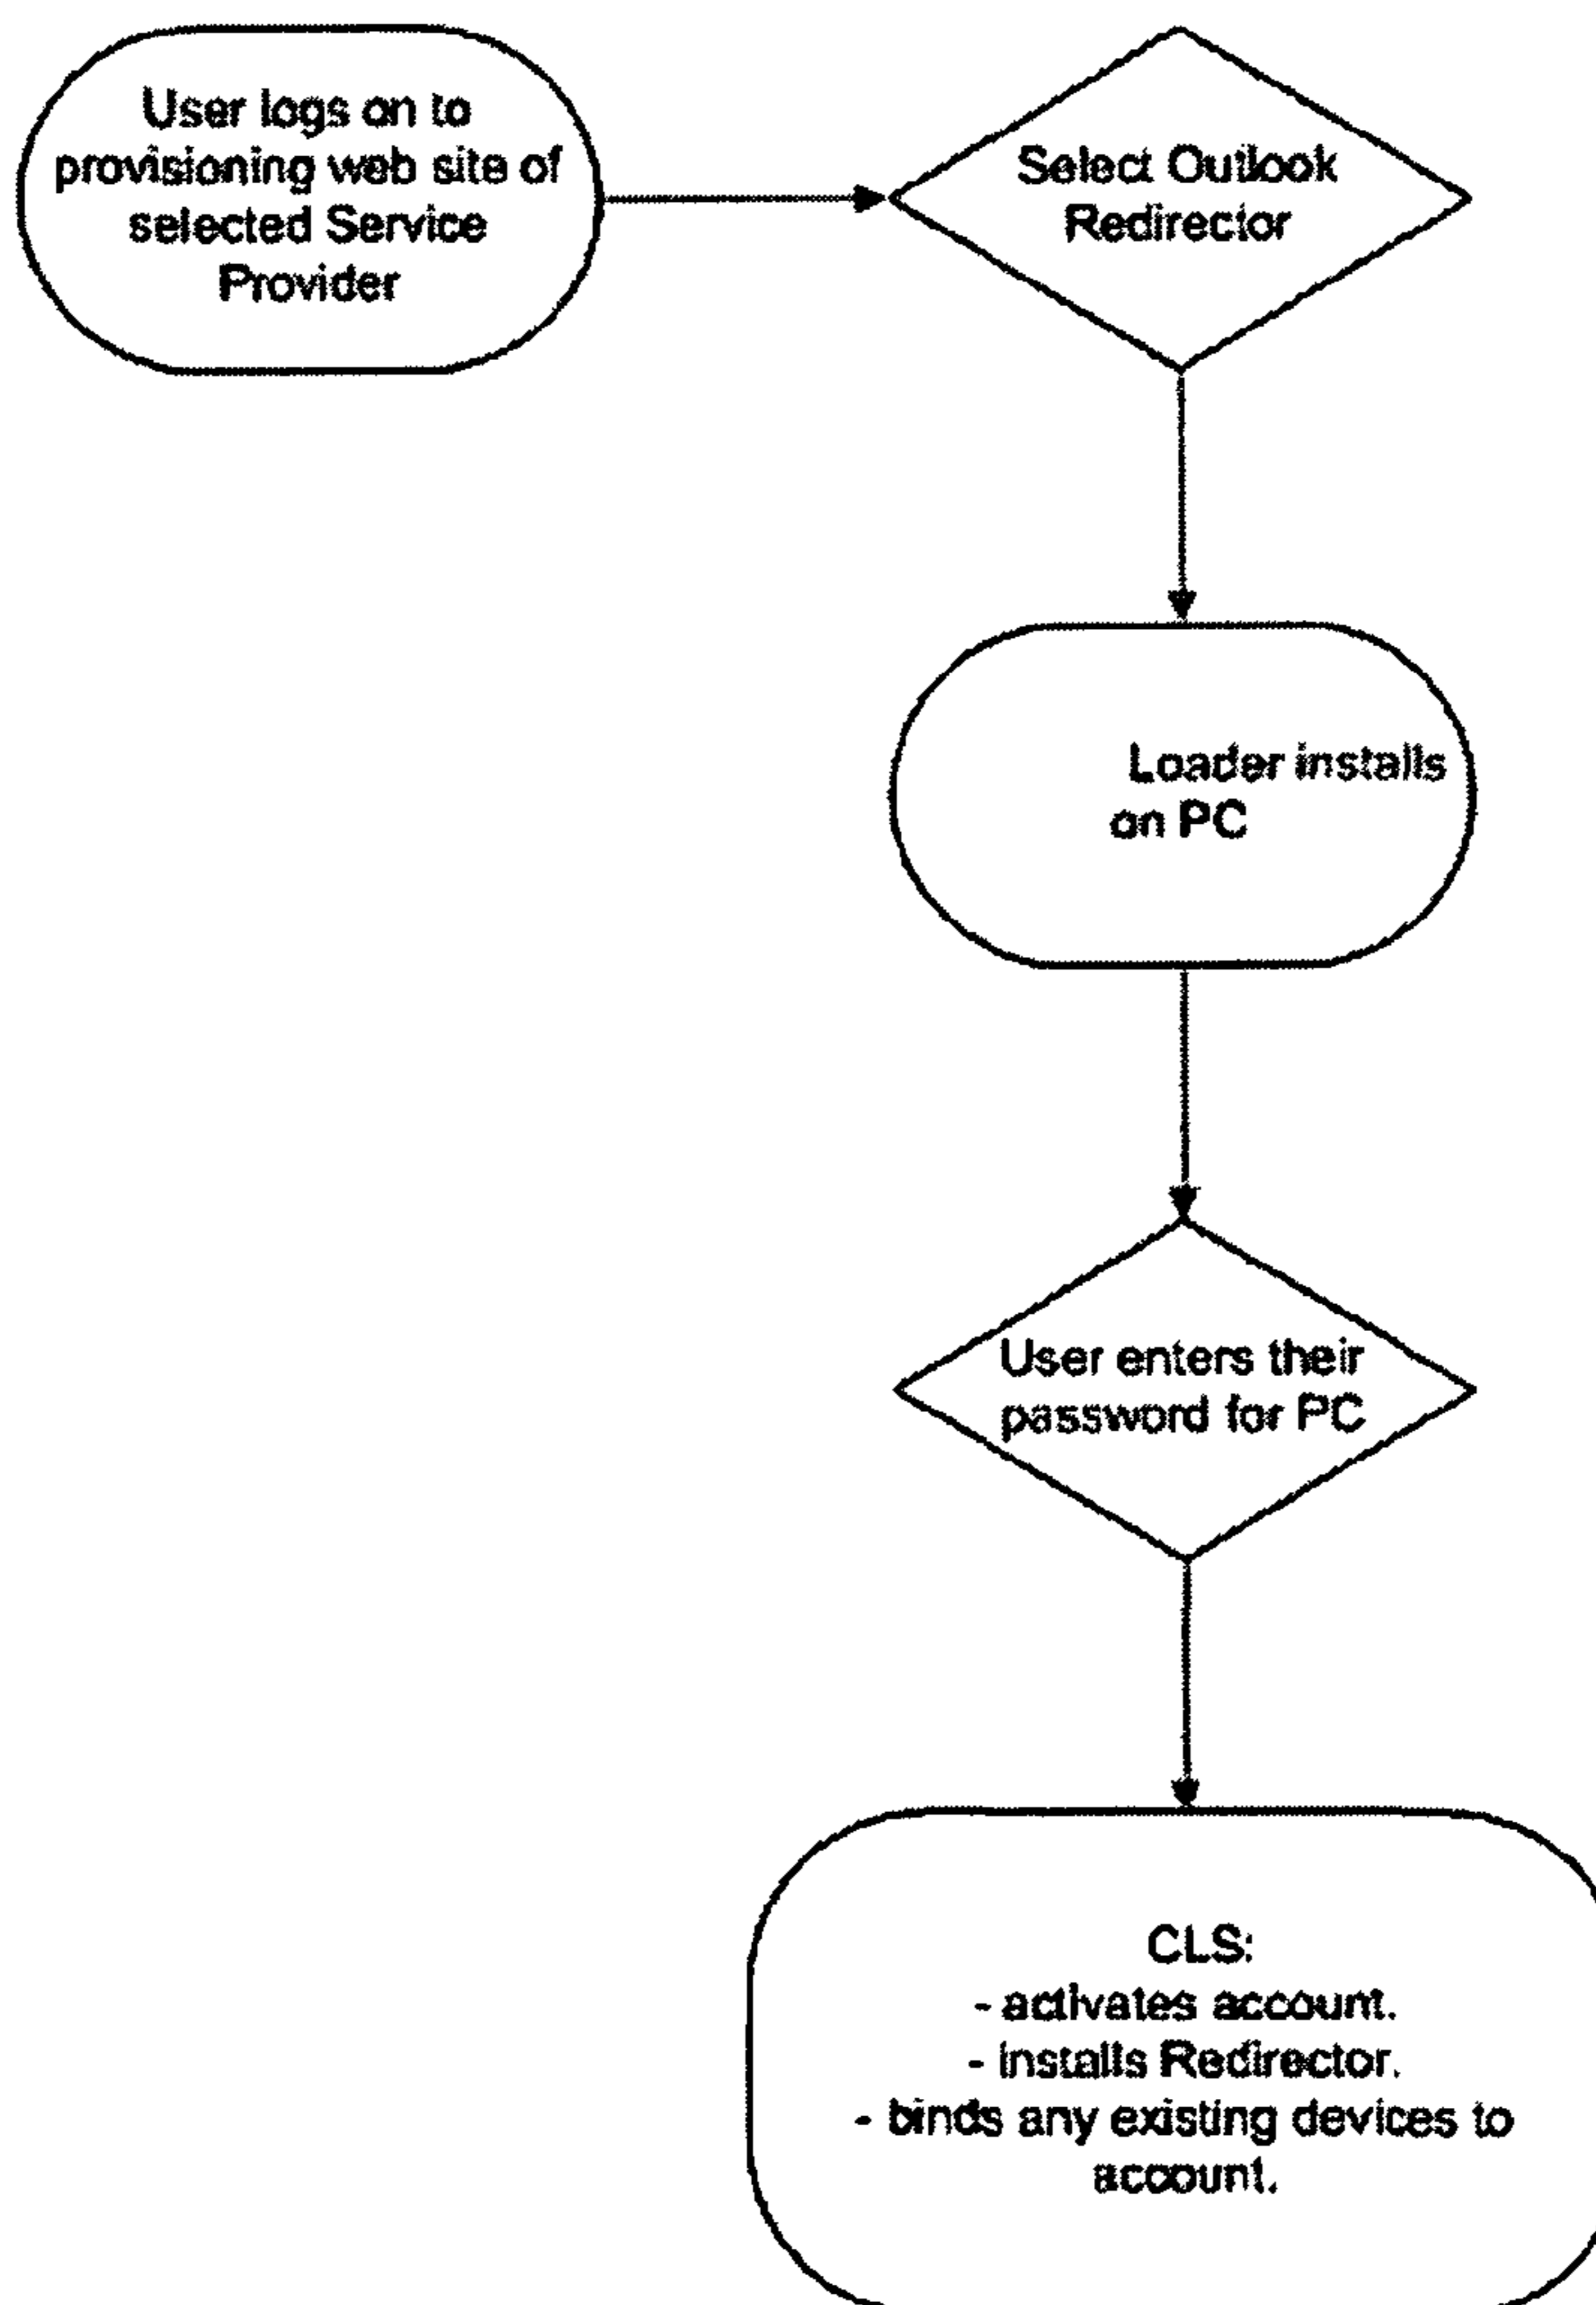 User logs on to
provisioning web site of
selected Service
Provider
Select Outlook
Redirector
Loader installs
on PC
User enters their
password for PC
CLS:
- activates account.
- installs Redirector.
- binds any existing devices to
account.